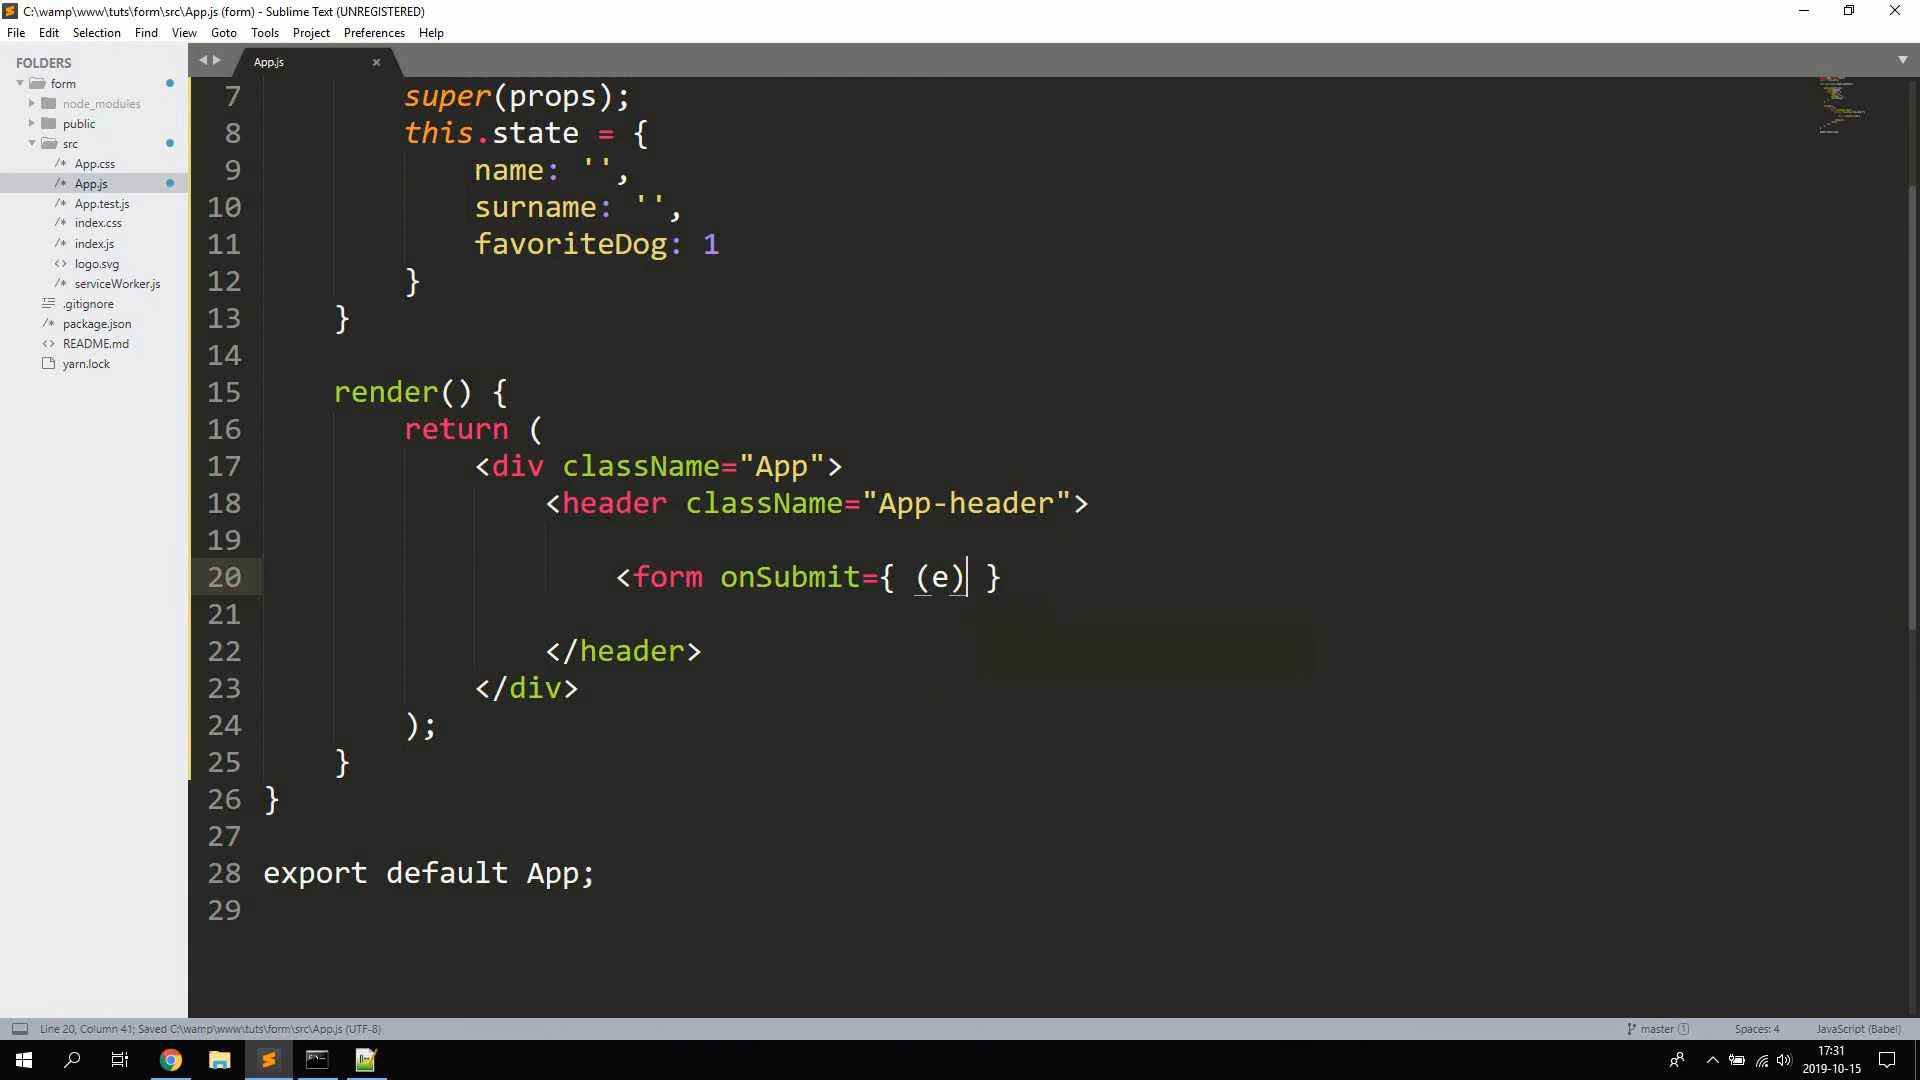 C:\wamp\www\tuts\form\src\App.js (form) - Sublime Text (UNREGISTERED)
File Edit Selection Find View Goto Tools Project Preferences Help
FOLDERS
form
node_modules
public
src
App.css
App.js
App.test.js
index.css
index.js
logo.svg
serviceWorker.js
.gitignore
package.json
README.md
yarn.lock
App.js
7 super(props);
8 this.state = {
9 name: '',
10 surname: '',
11 favoriteDog: 1
12 }
13 }
14
15 render() {
16 return (
17 <div className="App">
18 <header className="App-header">
19
20 <form onSubmit={ (e) }
21
22 </header>
23 </div>
24 );
25 }
26 }
27
28 export default App;
29
Line 20, Column 41; Saved C:\wamp\www\tuts\form\src\App.js (UTF-8)
master 1
Spaces: 4
JavaScript (Babel)
17:31
2019-10-15